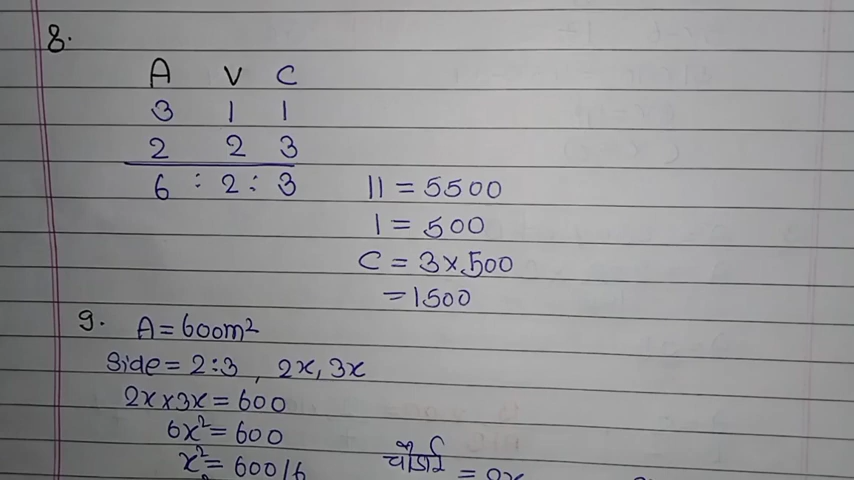 8.
A V C
3 1 1
2 2 3
6 : 2 : 3
11 = 5500
1 = 500
C = 3×500
= 1500
9. A = 600m²
Side = 2:3 , 2x, 3x
2x×3x = 600
6x² = 600
x² = 600/6
चौड़ाई =